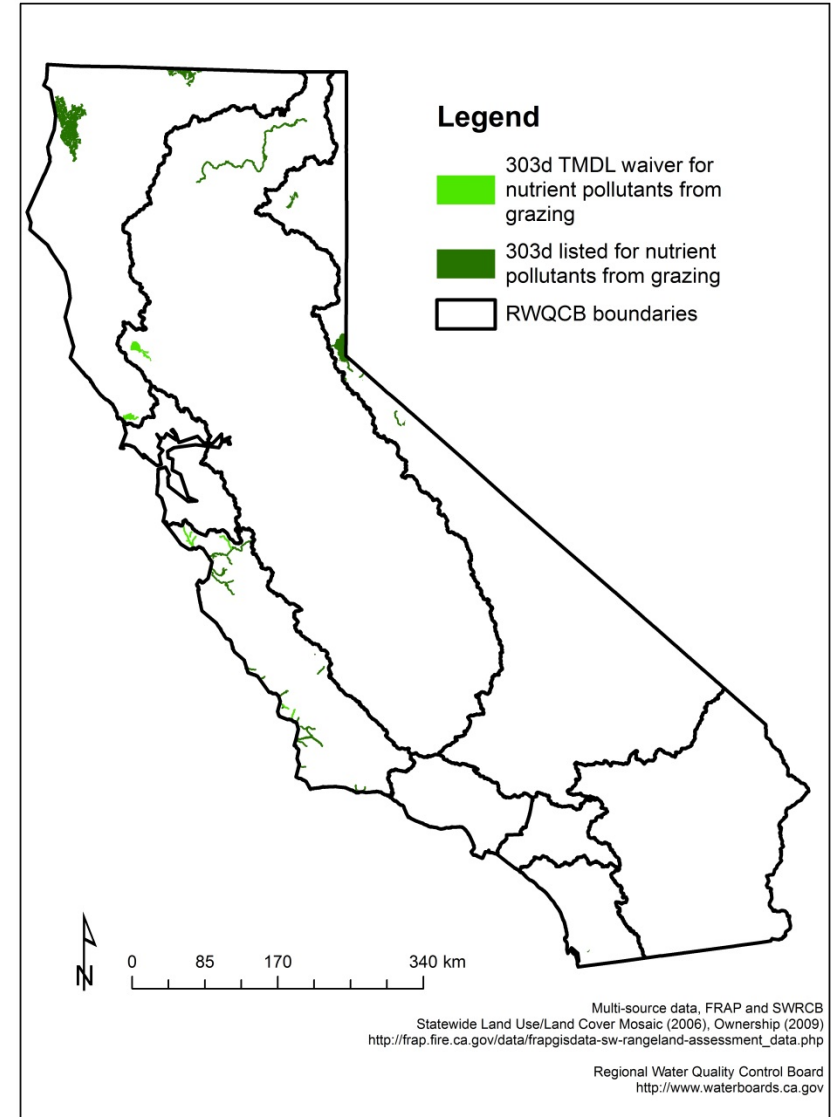 Legend
303d TMDL waiver for
nutrient pollutants from
grazing
303d listed for nutrient
pollutants from grazing
RWQCB boundaries
N
0 85 170 340 km
Multi-source data, FRAP and SWRCB
Statewide Land Use/Land Cover Mosaic (2006), Ownership (2009)
http://frap.fire.ca.gov/data/frapgisdata-sw-rangeland-assessment_data.php
Regional Water Quality Control Board
http://www.waterboards.ca.gov